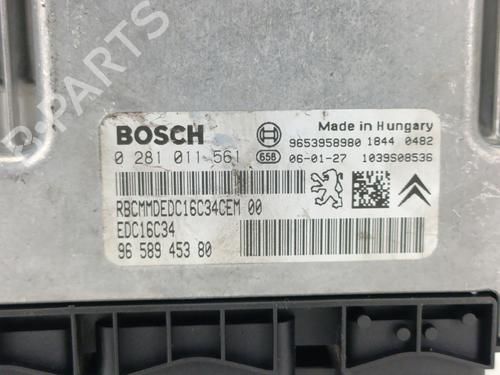 B-PARTS
BOSCH
Made in Hungary
9653958980 1844 0482
0 281 011 561
658
06-01-27 1039S08536
RBCMMDEDC16C34CEM 00
EDC16C34
96 589 453 80